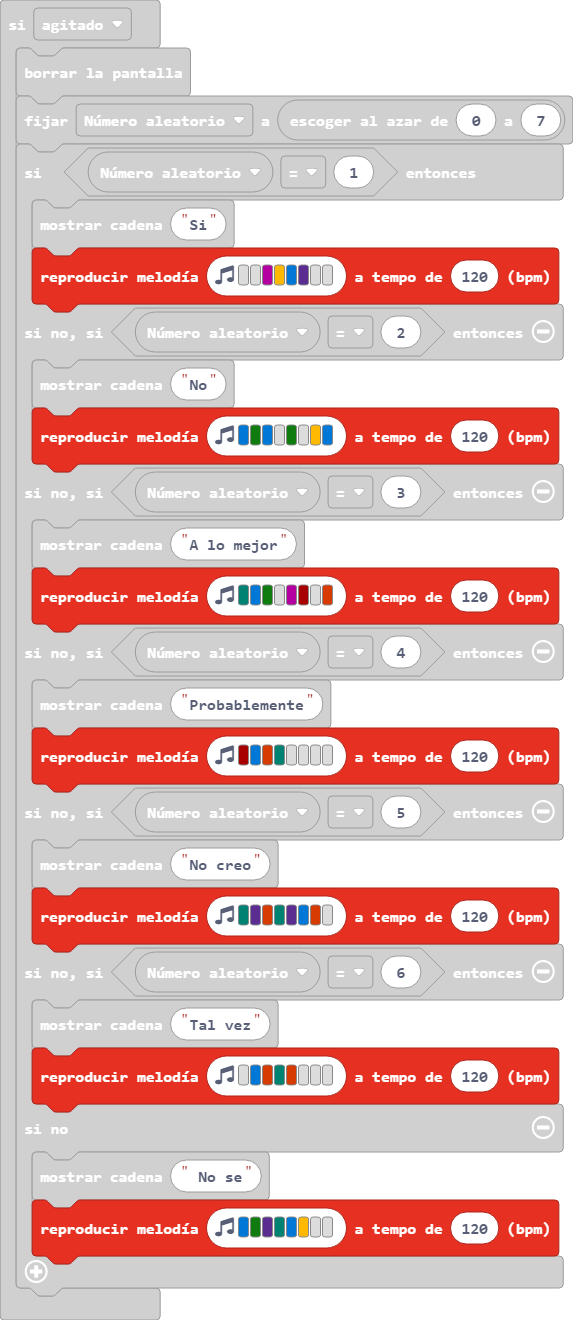 si agitado
borrar la pantalla
fijar Número aleatorio a escoger al azar de 0 a 7
si Número aleatorio = 1 entonces
mostrar cadena "Si"
reproducir melodía a tempo de 120 (bpm)
si no, si Número aleatorio = 2 entonces
mostrar cadena "No"
reproducir melodía a tempo de 120 (bpm)
si no, si Número aleatorio = 3 entonces
mostrar cadena "A lo mejor"
reproducir melodía a tempo de 120 (bpm)
si no, si Número aleatorio = 4 entonces
mostrar cadena "Probablemente"
reproducir melodía a tempo de 120 (bpm)
si no, si Número aleatorio = 5 entonces
mostrar cadena "No creo"
reproducir melodía a tempo de 120 (bpm)
si no, si Número aleatorio = 6 entonces
mostrar cadena "Tal vez"
reproducir melodía a tempo de 120 (bpm)
si no
mostrar cadena " No se"
reproducir melodía a tempo de 120 (bpm)